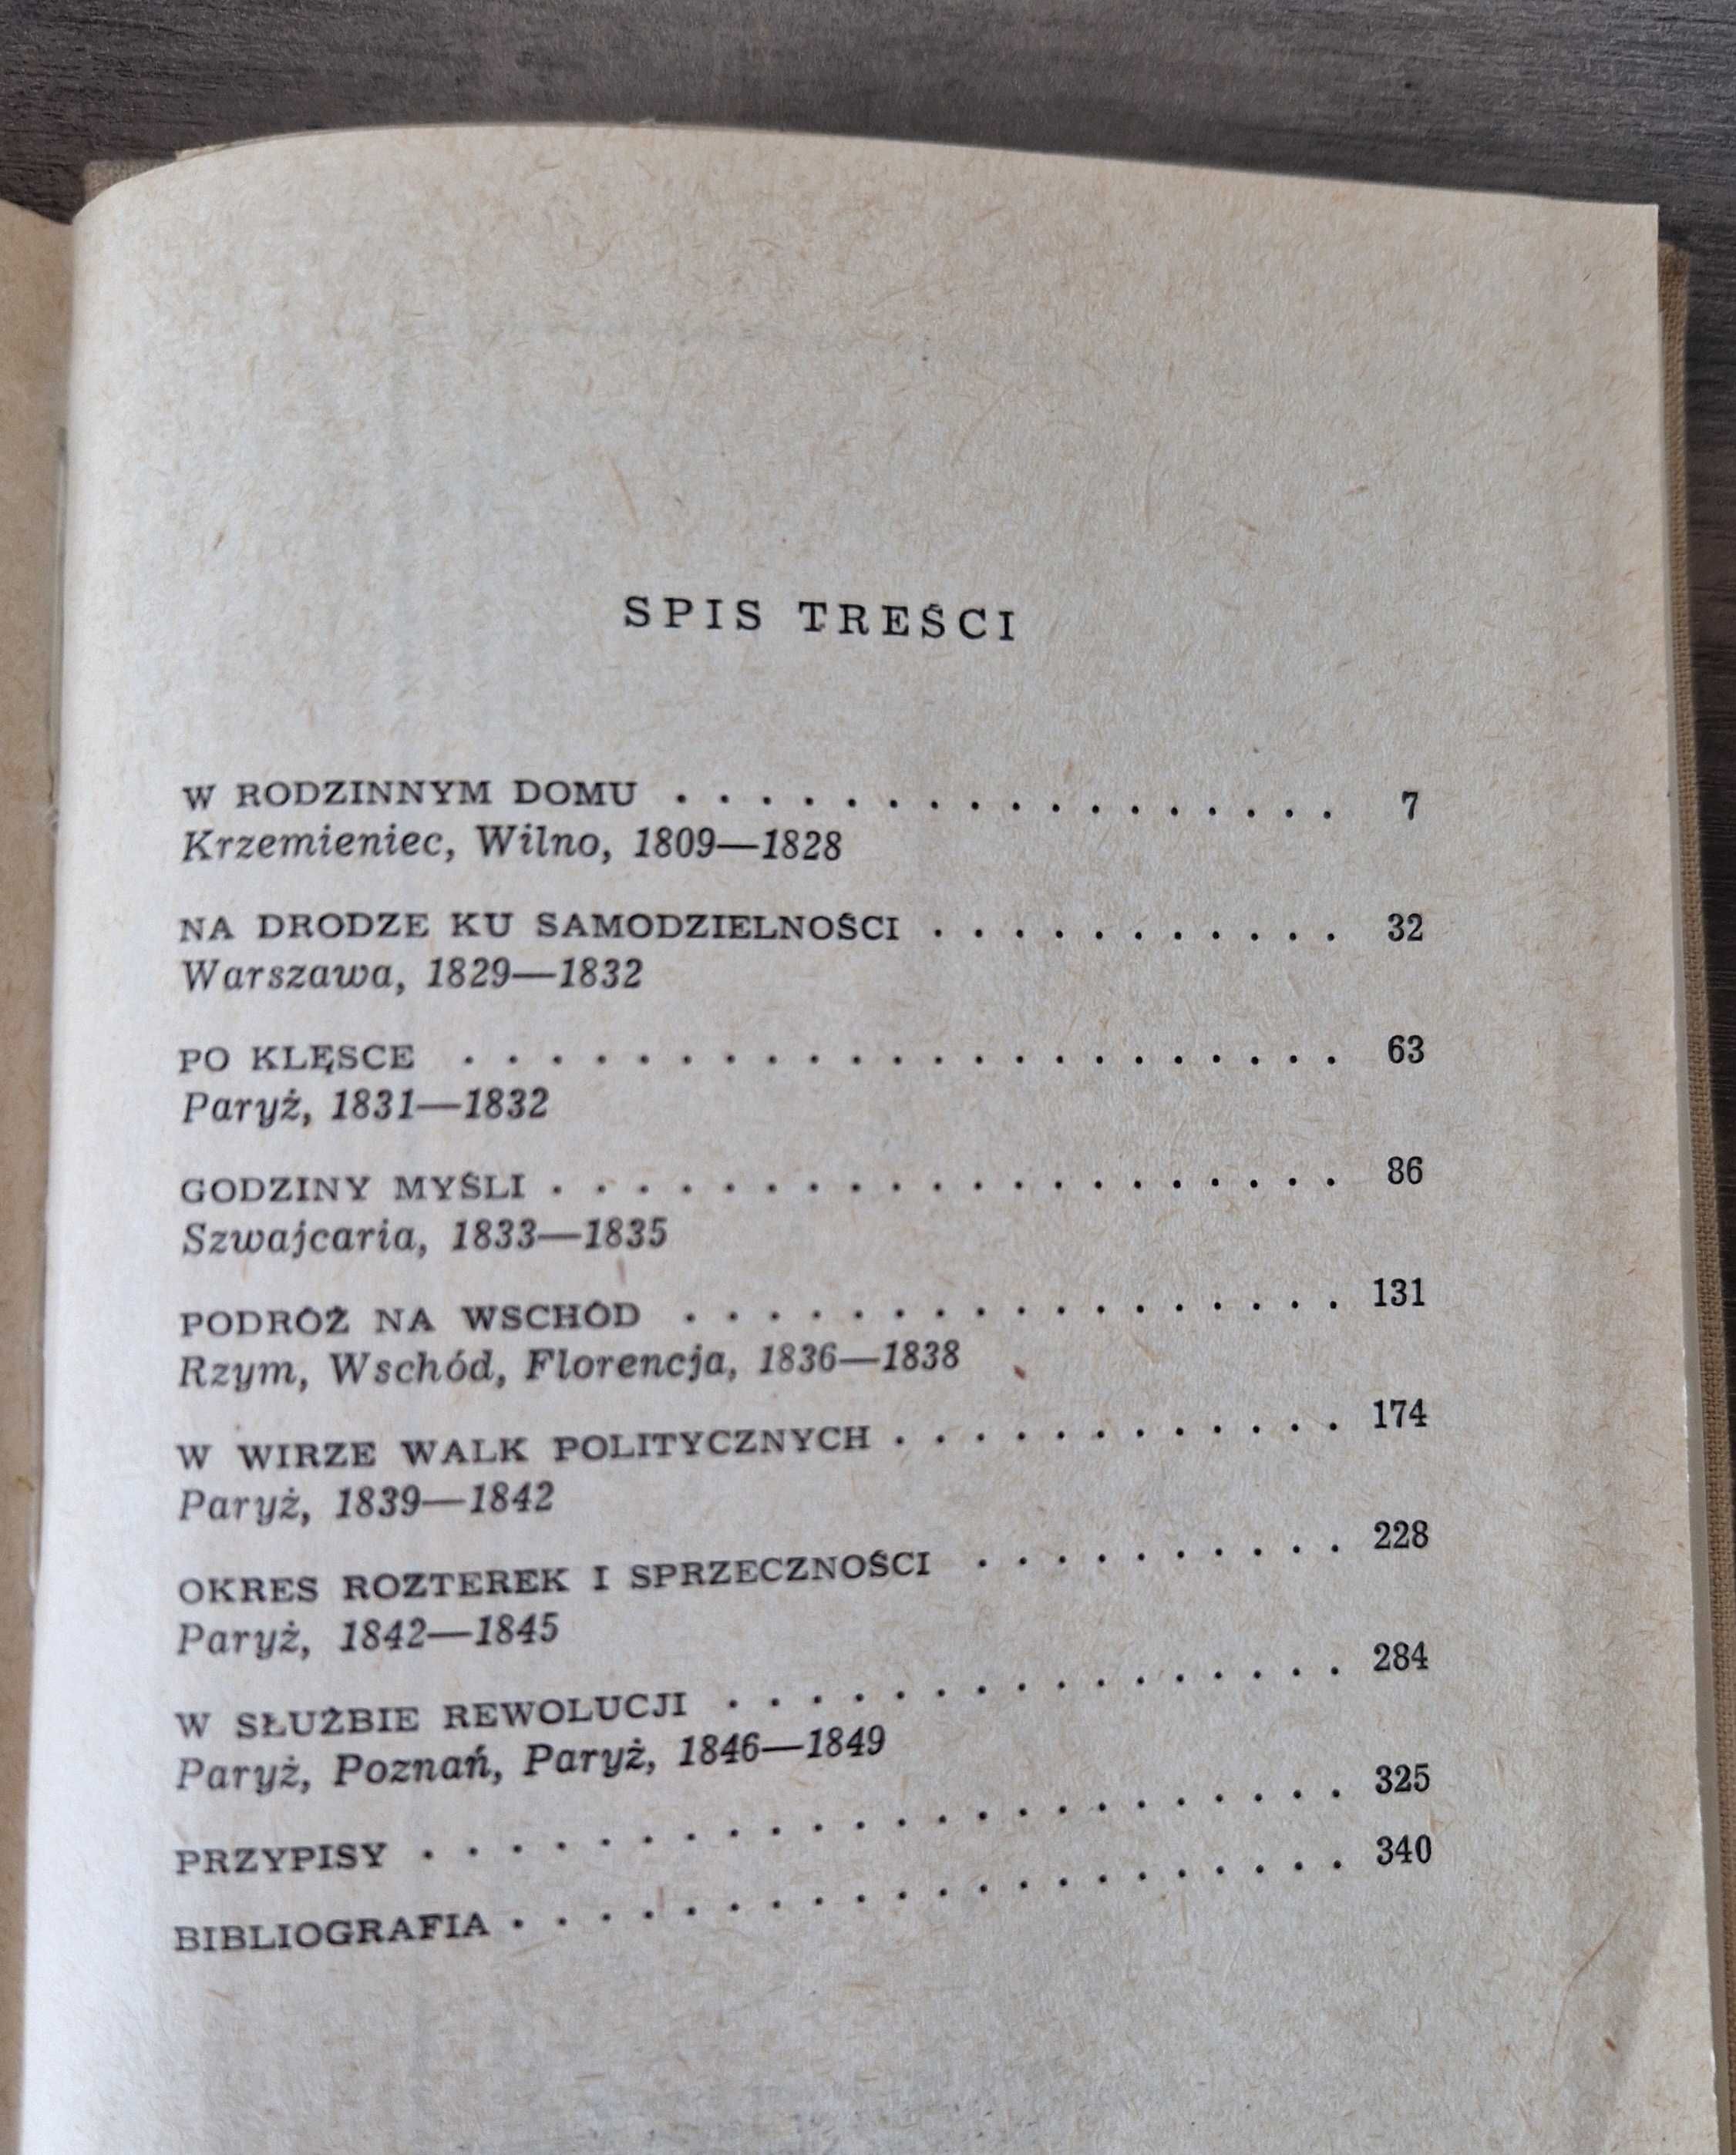 SPIS TREŚCI
W RODZINNYM DOMU . . . . . . . . . . . . . . . . 7
Krzemieniec, Wilno, 1809—1828
NA DRODZE KU SAMODZIELNOŚCI . . . . . . . . . . . 32
Warszawa, 1829—1832
PO KLĘSCE . . . . . . . . . . . . . . . . . . . . . 63
Paryż, 1831—1832
GODZINY MYŚLI . . . . . . . . . . . . . . . . . . . 86
Szwajcaria, 1833—1835
PODRÓŻ NA WSCHÓD . . . . . . . . . . . . . . . . 131
Rzym, Wschód, Florencja, 1836—1838
W WIRZE WALK POLITYCZNYCH . . . . . . . . . . . . 174
Paryż, 1839—1842
OKRES ROZTEREK I SPRZECZNOŚCI . . . . . . . . . . 228
Paryż, 1842—1845
W SŁUŻBIE REWOLUCJI . . . . . . . . . . . . . . . 284
Paryż, Poznań, Paryż, 1846—1849
PRZYPISY . . . . . . . . . . . . . . . . . . . . . . 325
BIBLIOGRAFIA . . . . . . . . . . . . . . . . . . . . 340